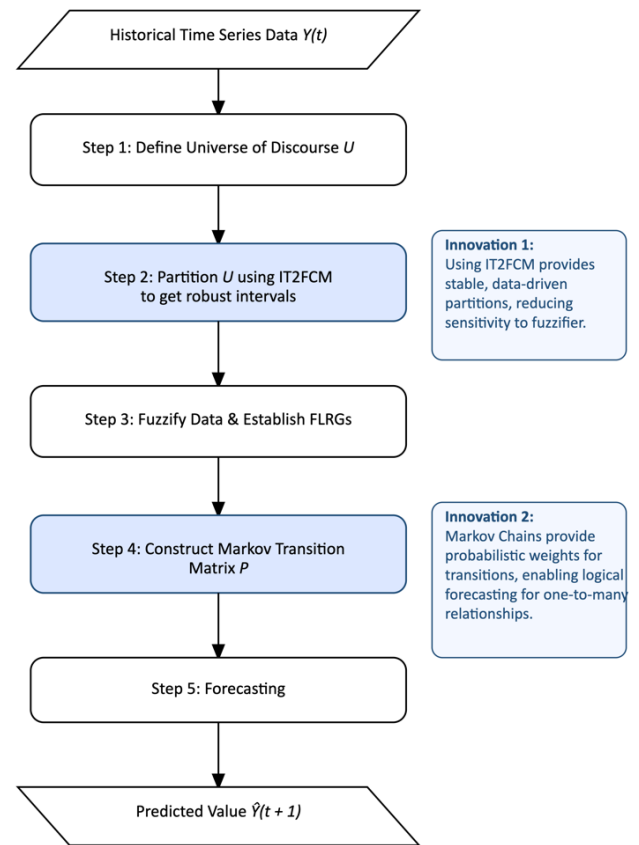 Historical Time Series Data Y(t)
Step 1: Define Universe of Discourse U
Step 2: Partition U using IT2FCM
to get robust intervals
Innovation 1:
Using IT2FCM provides
stable, data-driven
partitions, reducing
sensitivity to fuzzifier.
Step 3: Fuzzify Data & Establish FLRGs
Step 4: Construct Markov Transition
Matrix P
Innovation 2:
Markov Chains provide
probabilistic weights for
transitions, enabling logical
forecasting for one-to-many
relationships.
Step 5: Forecasting
Predicted Value Ŷ(t + 1)